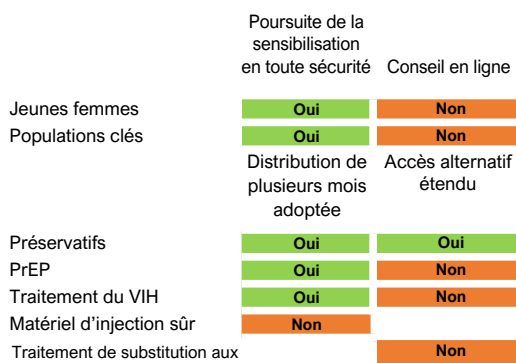 Poursuite de la
sensibilisation
en toute sécurité Conseil en ligne
Jeunes femmes Oui Non
Populations clés Oui Non
Distribution de Accès alternatif
plusieurs mois étendu
adoptée
Préservatifs Oui Oui
PrEP Oui Non
Traitement du VIH Oui Non
Matériel d’injection sûr Non
Traitement de substitution aux Non